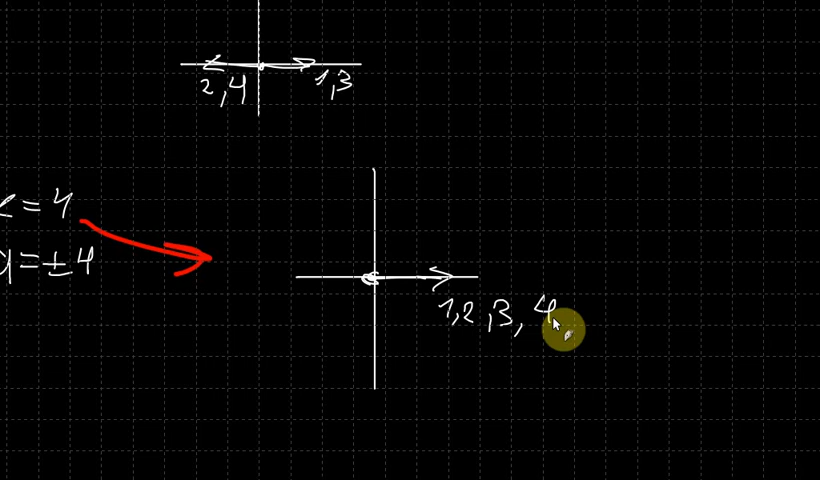 2,4
1,3
= 4
= ± 4
1,2,3,4